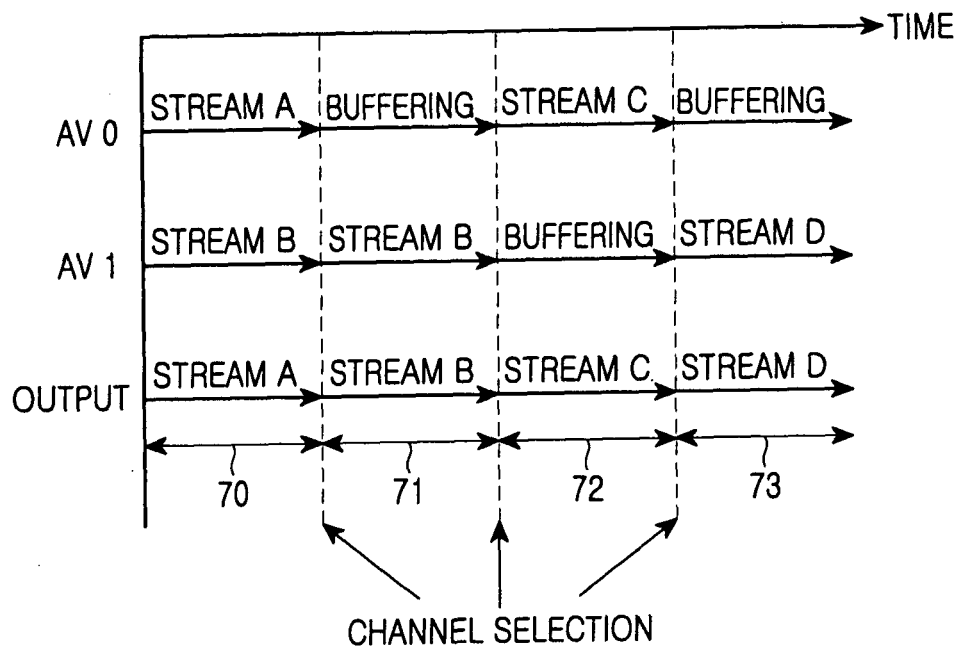 TIME
STREAM A BUFFERING STREAM C BUFFERING
AV 0
STREAM B STREAM B BUFFERING STREAM D
AV 1
STREAM A STREAM B STREAM C STREAM D
OUTPUT
70 71 72 73
CHANNEL SELECTION